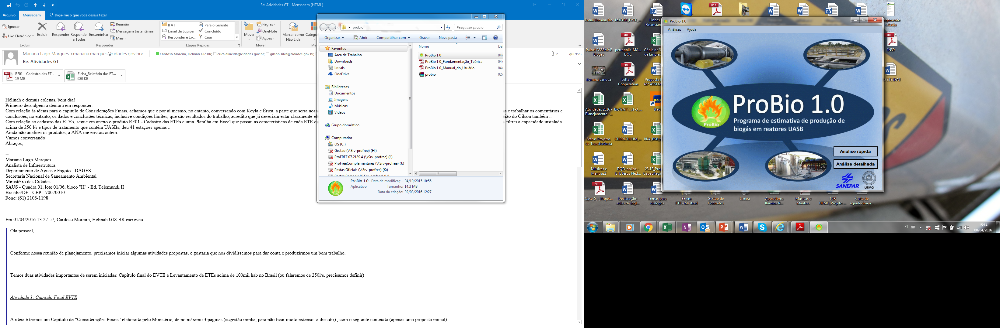 Re: Atividades GT - Mensagem (HTML)
Arquivo
Mensagem
Diga-me o que você deseja fazer
Ignorar
Lixo Eletrônico
Excluir
Excluir
Responder
Responder a Todos
Encaminhar
Reunião
Mensagem Instantânea
Mais
Responder
IFAT
Email de Equipe
Responder e Exc...
Para o Gerente
Concluído
Criar
Etapas Rápidas
Mover
Regras
OneNote
Ações
Mover
Marcar como Não Lida
Categor
Ma
Mariana Lago Marques <mariana.marques@cidades.gov.br>
Cardoso Moreira, Helinah GIZ BR; erica.almeida@cidades.gov.br; gilson.silva@cidades.gov.br;
2
qui 9:28
Re: Atividades GT
RF01 - Cadastro das ET...
19 MB
Ficha_Relatório das ET...
680 KB
Hélinah e demais colegas, bom dia!
Primeiro desculpem a demora em responder.
Com relação às ideias para o capítulo de Considerações Finais, achamos que é por aí mesmo, no entanto, conversando com Keyla e Érica, a parte que seria noss
s e trabalhar os comentários e
conclusões, no entanto, os dados e conclusões técnicas, inclusive condições limites, que são resultados do trabalho, acredito que já deveriam estar claramente el
ião do Gilson também ..
Com relação ao cadastro das ETE's, segue em anexo o produto RF01 - Cadastro das ETEs e uma Planilha em Excel que possui as características de cada ETE e
filtrei a capacidade instalada
acima de 250 l/s e tipos de tratamento que contém UASBs, deu 41 estações apenas ...
Ainda não analisei os produtos, a ANA me enviou ontem.
Vamos conversando!
Abraços,
--
Mariana Lago Marques
Analista de Infraestrutura
Departamento de Águas e Esgoto - DAGES
Secretaria Nacional de Saneamento Ambiental
Ministério das Cidades
SAUS - Quadra 01, lote 01/06, bloco "H" - Ed. Telemundi II
Brasília/DF - CEP - 70070010
Fone: (61) 2108-1198
Em 01/04/2016 13:27:57, Cardoso Moreira, Helinah GIZ BR escreveu:
Ola pessoal,
Conforme nossa reunião de planejamento, precisamos iniciar algumas atividades propostas, e gostaria que nos dividíssemos para dar conta e produzirmos um bom trabalho.
Temos duas atividades importantes de serem iniciadas: Capítulo final do EVTE e Levantamento de ETEs acima de 100mil hab no Brasil (ou falaremos de 250l/s, precisamos definir)
Atividade 1: Capitulo Final EVTE
A ideia é termos um Capítulo de “Considerações Finais” elaborado pelo Ministério, de no máximo 3 páginas (sugestão minha, para não ficar muito extenso- a discutir) , com o seguinte conteúdo (apenas uma proposta inicial):
probio
Pesquisar probio
Organizar
Abrir
Compartilhar com
Gravar
Nova pasta
Favoritos
Área de Trabalho
Downloads
Locais
OneDrive
Bibliotecas
Documentos
Imagens
Músicas
Vídeos
Grupo doméstico
Computador
OS (C:)
Gestao (\\Srv-profree) (H:)
ProFREE 07.2189.4 (\\Srv-profree) (I:)
ProFreeComplementares (\\Srv-profree) (J:)
Pastas Oficiais (\\Srv-profree) (K:)
Pastas Pessoais (\\Srv-profree) (L:)
Nome
Da
ProBio 1.0
04/
ProBio 1.0_Fundamentação_Teórica
04/
ProBio 1.0_Manual_do_Usuário
04/
probio
02/
ProBio 1.0
Data de modificaç... 04/10/2015 10:55
Aplicativo
Tamanho: 14,3 MB
Data da criação: 02/03/2016 12:27
Email Ilumina Rio
16.03.08_EVTE_...
Linhas FInancian
IN39
Painel ASSEMAE Biogas
petropolis-MA... DOC
Cópia de 5 de Empres
ilumina carioca
Letter of Cooperation
Proposta 46ª ASSEM
ETE IFAT
Atividades 2016 - Planejamento -...
BioWATT_v1-0_...
Itaú
Status Projetos de Transferência
CURRICULUM_...
RKA_BSB_6
Músicas e Mantras2
DQO-online - ETE Jesus Nett...
23.12_Pro Capacitaçã
Case_5_-_Projet...
Declaração- aulas de ingl...
Temas para dialogos
EE em ETEs-Mestrad
Gestao de Contratos
Lixeira
Apoiadores Ilumina R...
Músicas e Mantras
TdR UFMG_Projeto ...
Carta de agradecimen...
ProBio 1.0
Análises
Ajuda
ProBio
ProBio 1.0
Programa de estimativa de produção de
biogás em reatores UASB
Análise rápida
Análise detalhada
SANEPAR
UFMG
PT
15:14
08/04/2016